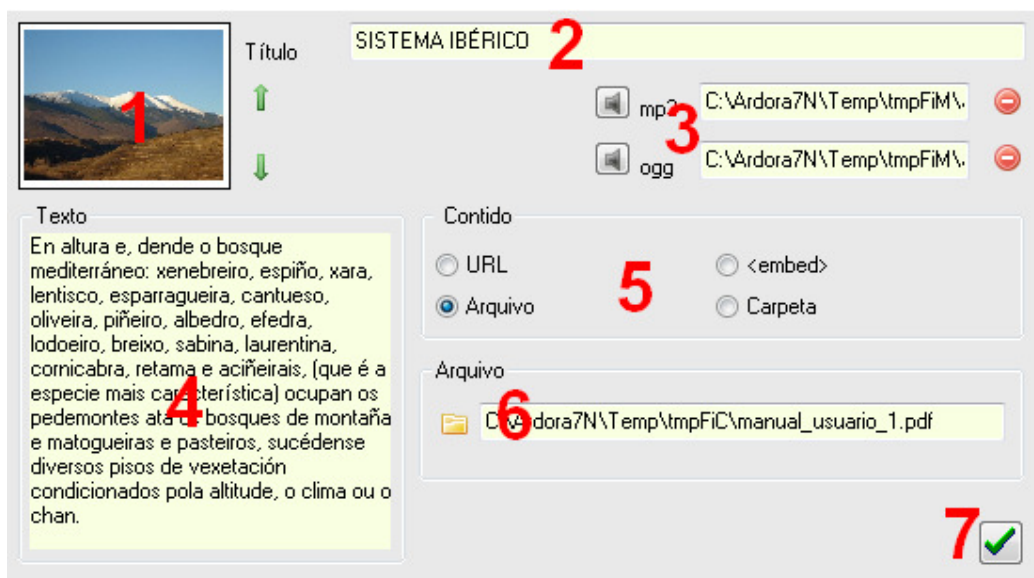 Título
SISTEMA IBÉRICO
1
2
3
mp3
C:\Ardora7N\Temp\tmpFiM\.
ogg
C:\Ardora7N\Temp\tmpFiM\.
Texto
En altura e, dende o bosque
mediterráneo: xenebreiro, espiño, xara,
lentisco, esparragueira, cantueso,
oliveira, piñeiro, albedro, efedra,
lodoeiro, breixo, sabina, laurentina,
cornicabra, retama e aciñeirais, (que é a
especie mais característica) ocupan os
pedemontes ata os bosques de montaña
e matogueiras e pasteiros, sucédense
diversos pisos de vexetación
condicionados pola altitude, o clima ou o
chan.
4
Contido
URL
<embed>
Arquivo
Carpeta
5
Arquivo
C:\Ardora7N\Temp\tmpFiC\manual_usuario_1.pdf
6
7